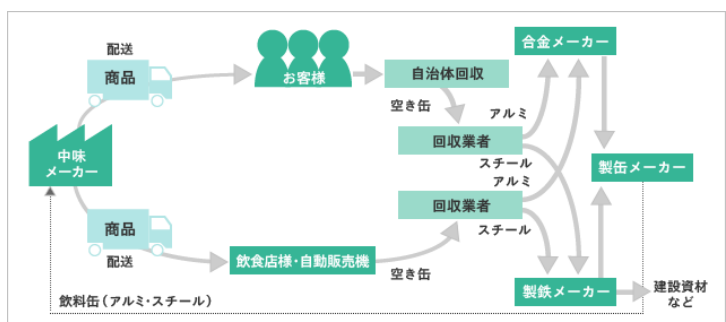 配送
商品
お客様
自治体回収
合金メーカー
空き缶
アルミ
回収業者
スチール
中味
メーカー
製缶メーカー
アルミ
回収業者
スチール
商品
配送
飲食店様・自動販売機
空き缶
製鉄メーカー
建設資材
など
飲料缶(アルミ・スチール)